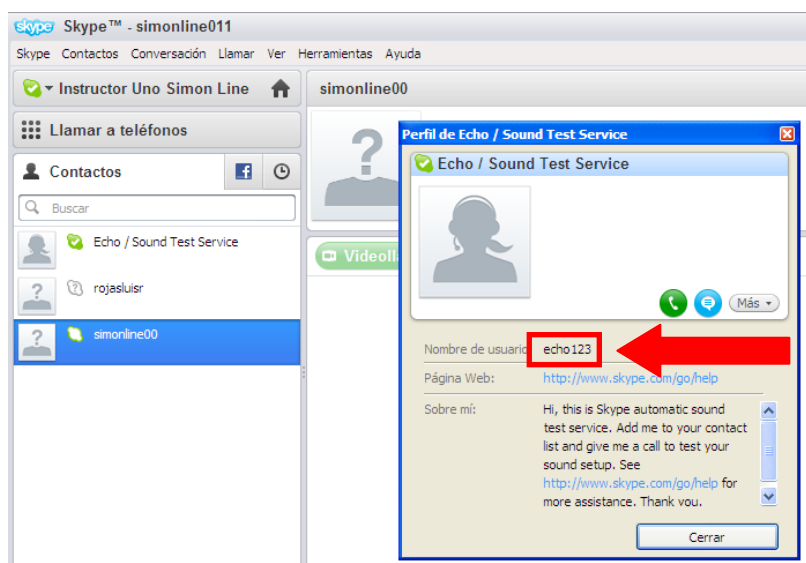 skype Skype™ - simonline011
Skype Contactos Conversación Llamar Ver Herramientas Ayuda
Instructor Uno Simon Line
simonline00
Llamar a teléfonos
Contactos
Buscar
Echo / Sound Test Service
rojasluisr
simonline00
Videoll
Perfil de Echo / Sound Test Service
Echo / Sound Test Service
Más
Nombre de usuario
echo123
Página Web:
http://www.skype.com/go/help
Sobre mí:
Hi, this is Skype automatic sound
test service. Add me to your contact
list and give me a call to test your
sound setup. See
http://www.skype.com/go/help for
more assistance. Thank you.
Cerrar